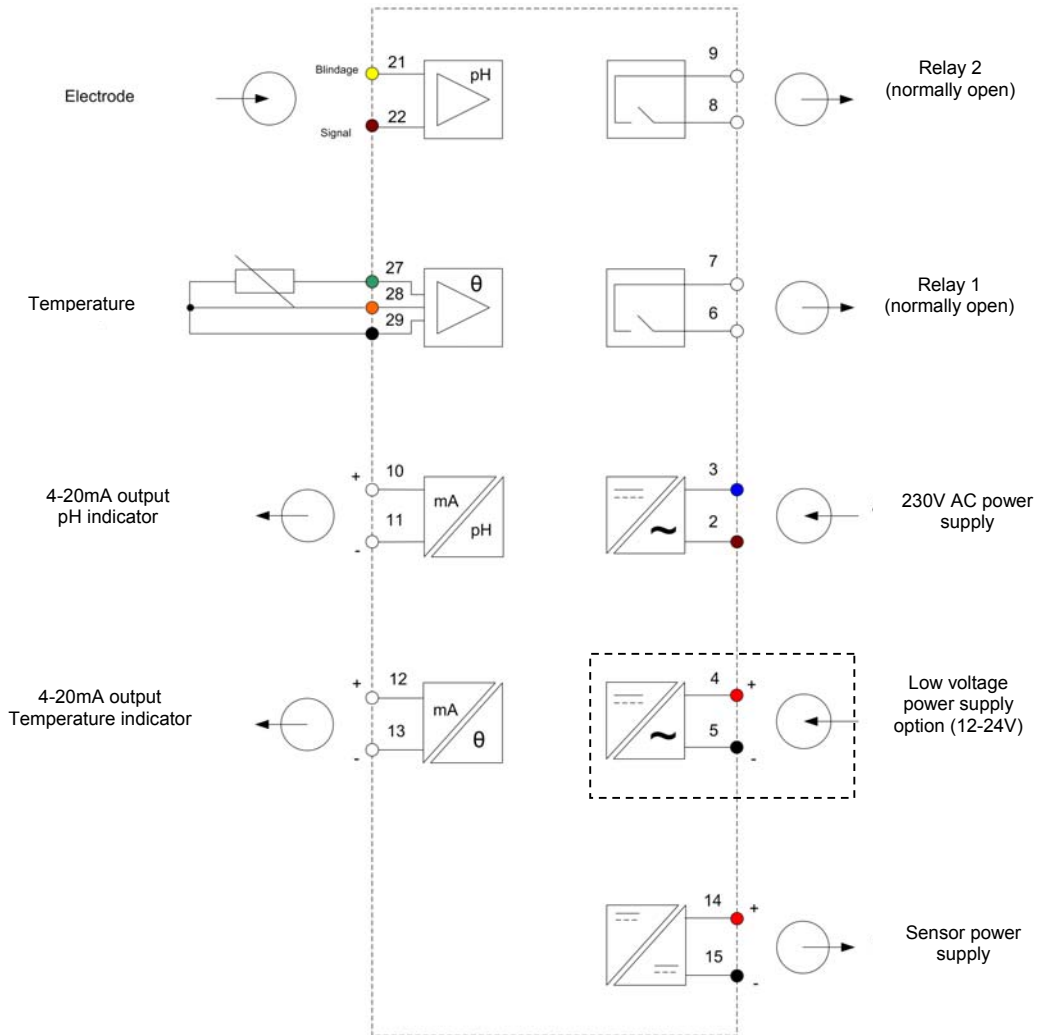 Electrode
Blindage
21
Signal
22
pH
9
8
Relay 2
(normally open)
Temperature
27
28
29
θ
7
6
Relay 1
(normally open)
4-20mA output
pH indicator
+
10
11
-
mA
pH
3
2
~
230V AC power
supply
4-20mA output
Temperature indicator
+
12
13
-
mA
θ
4
+
5
-
~
Low voltage
power supply
option (12-24V)
14
+
15
-
Sensor power
supply